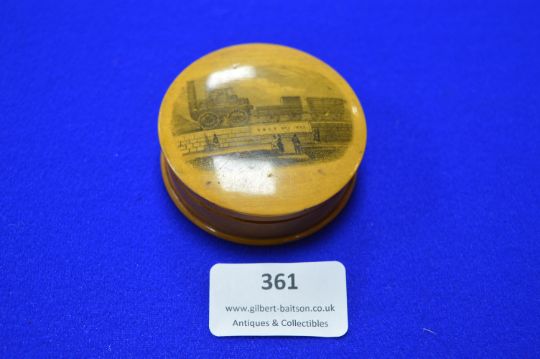 361
www.gilbert-baitson.co.uk
Antiques & Collectibles